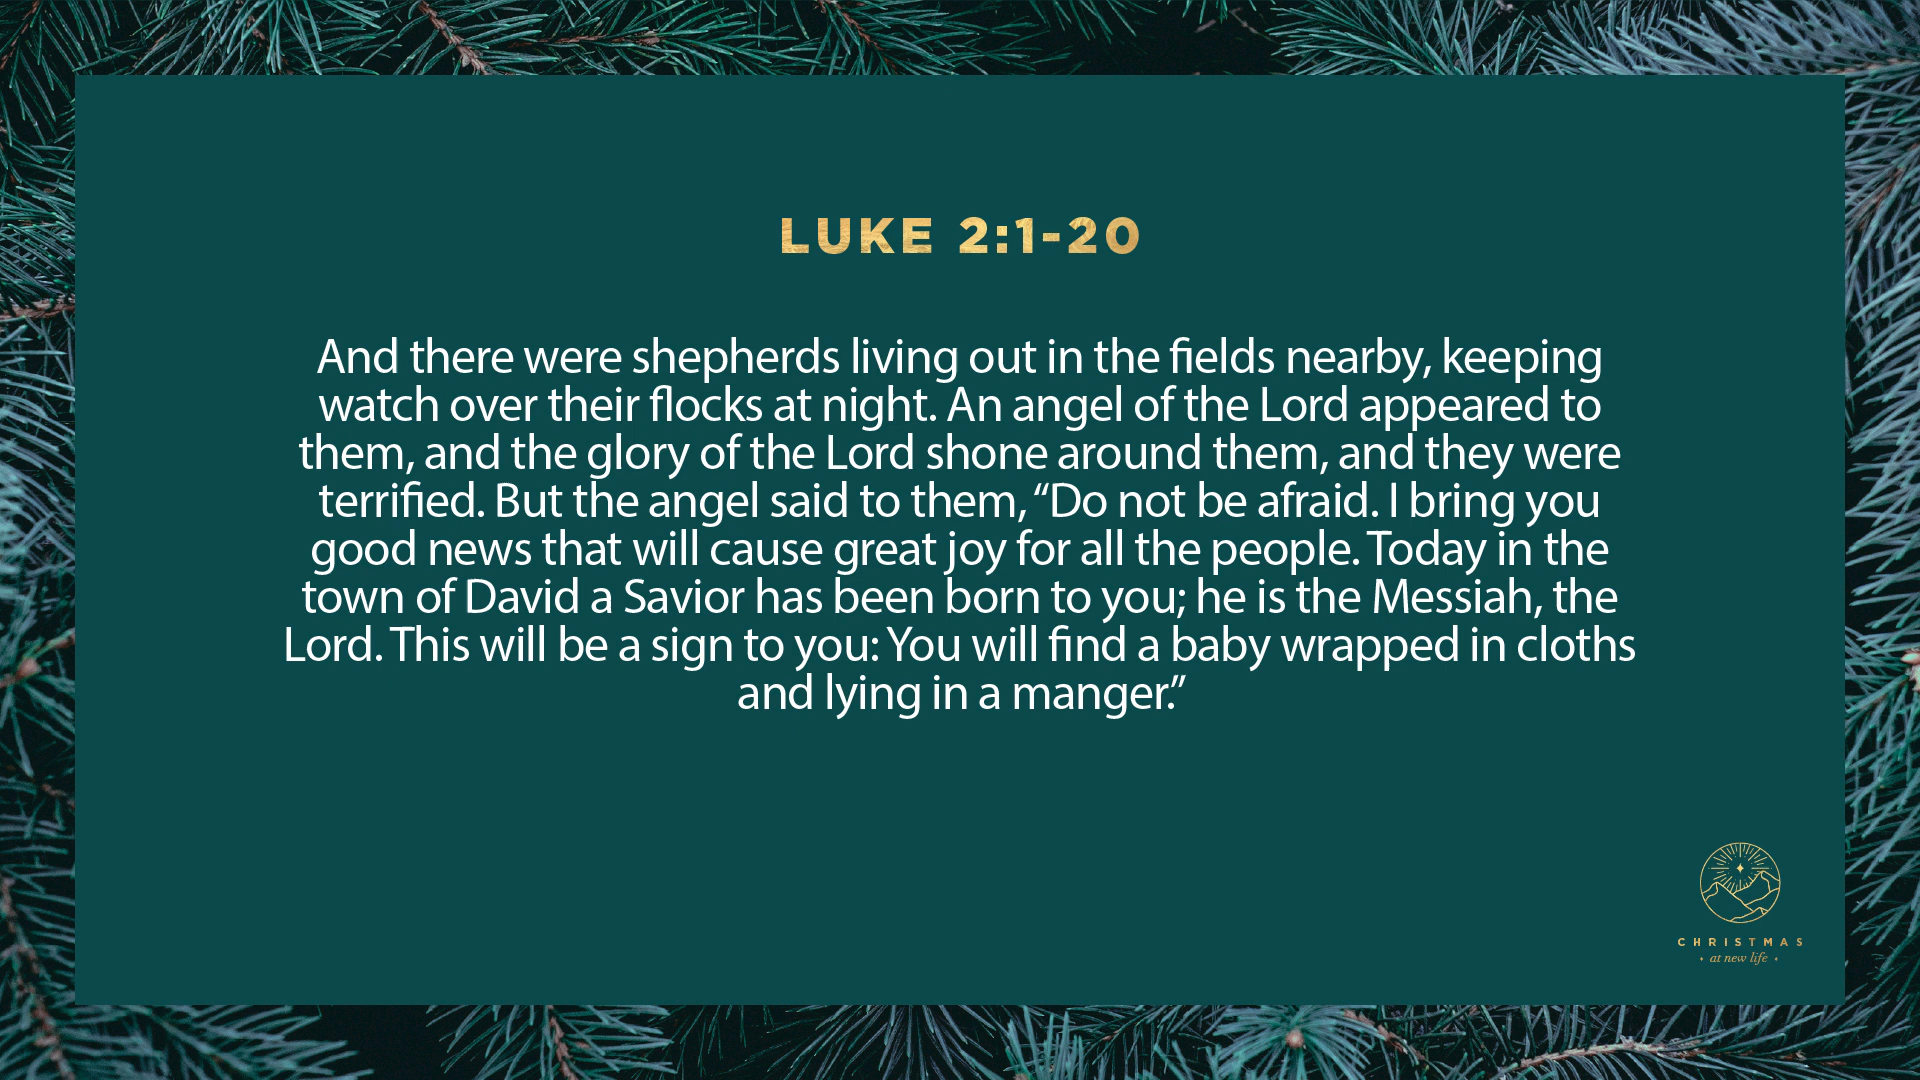 LUKE 2:1-20
And there were shepherds living out in the fields nearby, keeping
watch over their flocks at night. An angel of the Lord appeared to
them, and the glory of the Lord shone around them, and they were
terrified. But the angel said to them, “Do not be afraid. I bring you
good news that will cause great joy for all the people. Today in the
town of David a Savior has been born to you; he is the Messiah, the
Lord. This will be a sign to you: You will find a baby wrapped in cloths
and lying in a manger.”
CHRISTMAS
at new life